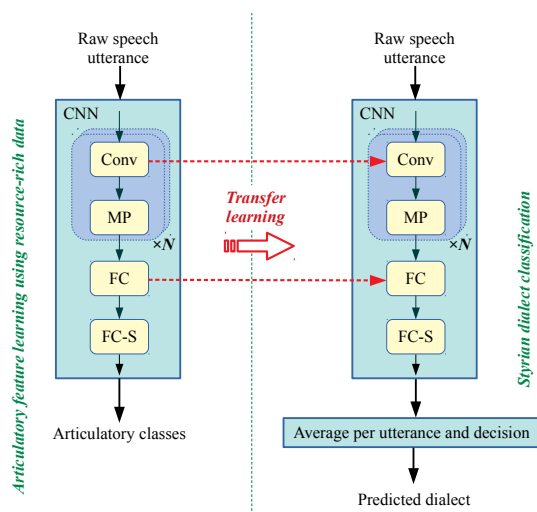 Articulatory feature learning using resource-rich data
Raw speech
utterance
CNN
Conv
MP
×N
FC
FC-S
Articulatory classes
Transfer
learning
Raw speech
utterance
CNN
Conv
MP
×N
FC
FC-S
Average per utterance and decision
Predicted dialect
Styrian dialect classification